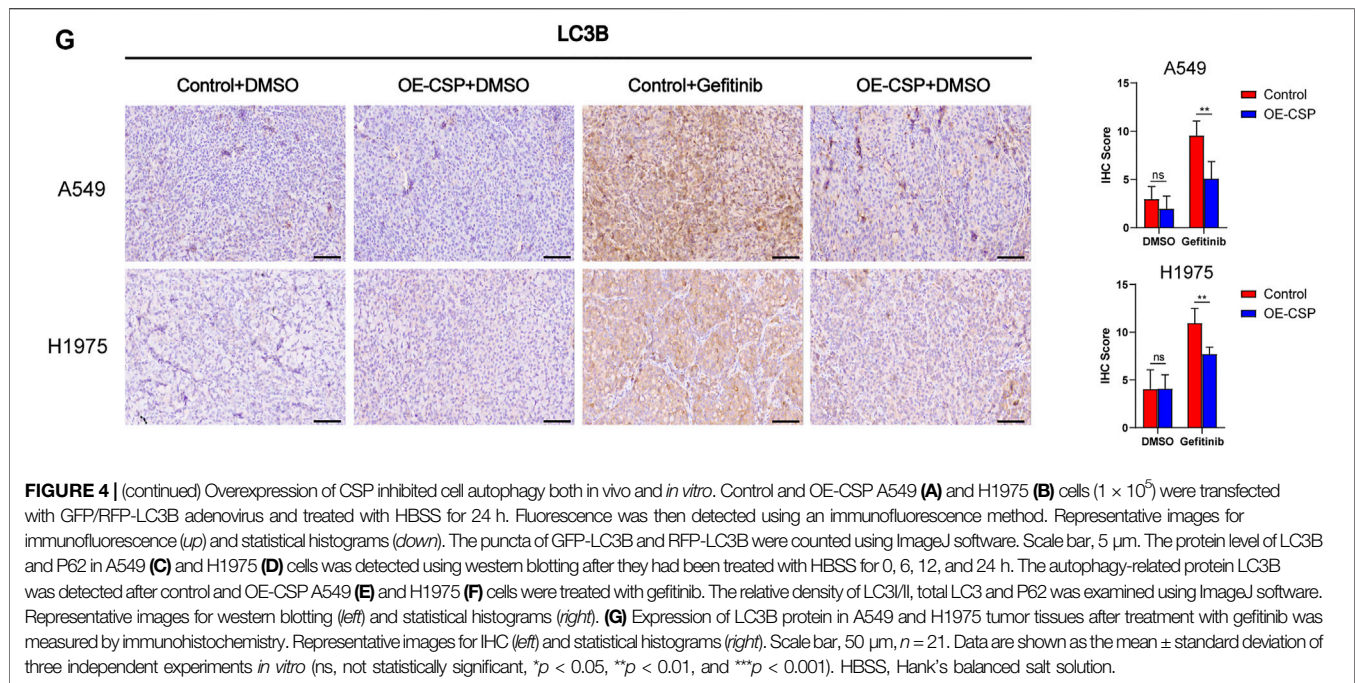 G
LC3B
Control+DMSO OE-CSP+DMSO Control+Gefitinib OE-CSP+DMSO
A549
H1975
A549
IHC Score
15
10
5
0
ns
**
DMSO Gefitinib
Control
OE-CSP
H1975
IHC Score
15
10
5
0
ns
**
DMSO Gefitinib
Control
OE-CSP
FIGURE 4 | (continued) Overexpression of CSP inhibited cell autophagy both in vivo and in vitro. Control and OE-CSP A549 (A) and H1975 (B) cells (1 × 10⁵) were transfected
with GFP/RFP-LC3B adenovirus and treated with HBSS for 24 h. Fluorescence was then detected using an immunofluorescence method. Representative images for
immunofluorescence (up) and statistical histograms (down). The puncta of GFP-LC3B and RFP-LC3B were counted using ImageJ software. Scale bar, 5 μm. The protein level of LC3B
and P62 in A549 (C) and H1975 (D) cells was detected using western blotting after they had been treated with HBSS for 0, 6, 12, and 24 h. The autophagy-related protein LC3B
was detected after control and OE-CSP A549 (E) and H1975 (F) cells were treated with gefitinib. The relative density of LC3I/II, total LC3 and P62 was examined using ImageJ software.
Representative images for western blotting (left) and statistical histograms (right). (G) Expression of LC3B protein in A549 and H1975 tumor tissues after treatment with gefitinib was
measured by immunohistochemistry. Representative images for IHC (left) and statistical histograms (right). Scale bar, 50 μm, n = 21. Data are shown as the mean ± standard deviation of
three independent experiments in vitro (ns, not statistically significant, *p < 0.05, **p < 0.01, and ***p < 0.001). HBSS, Hank's balanced salt solution.